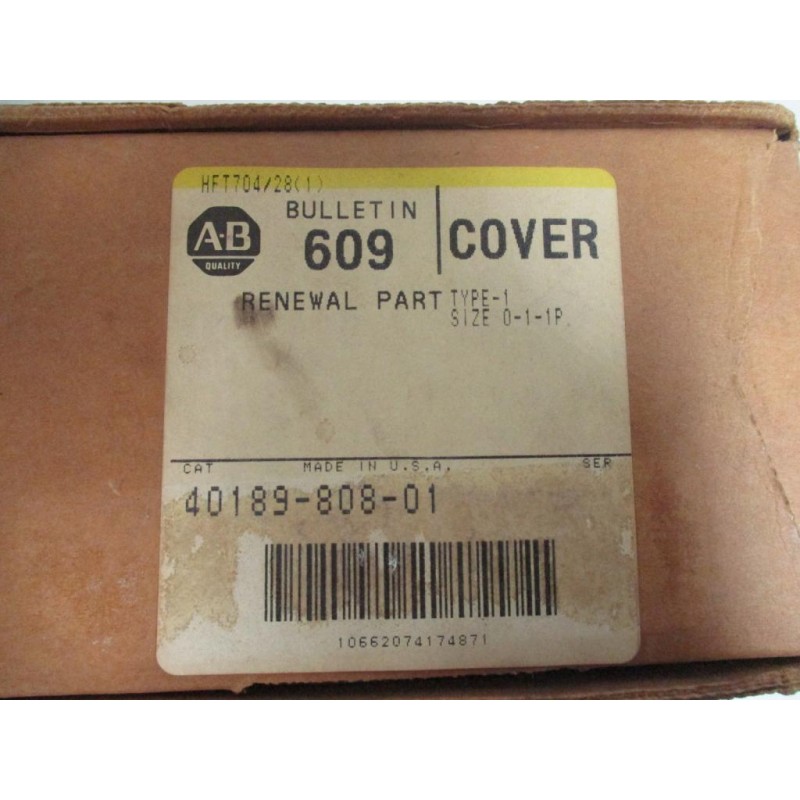 HFT704/28(1)
A-B
QUALITY
BULLETIN
609
COVER
RENEWAL PART
TYPE-1
SIZE 0-1-1P
CAT MADE IN U.S.A. SER
40189-808-01
10662074174871